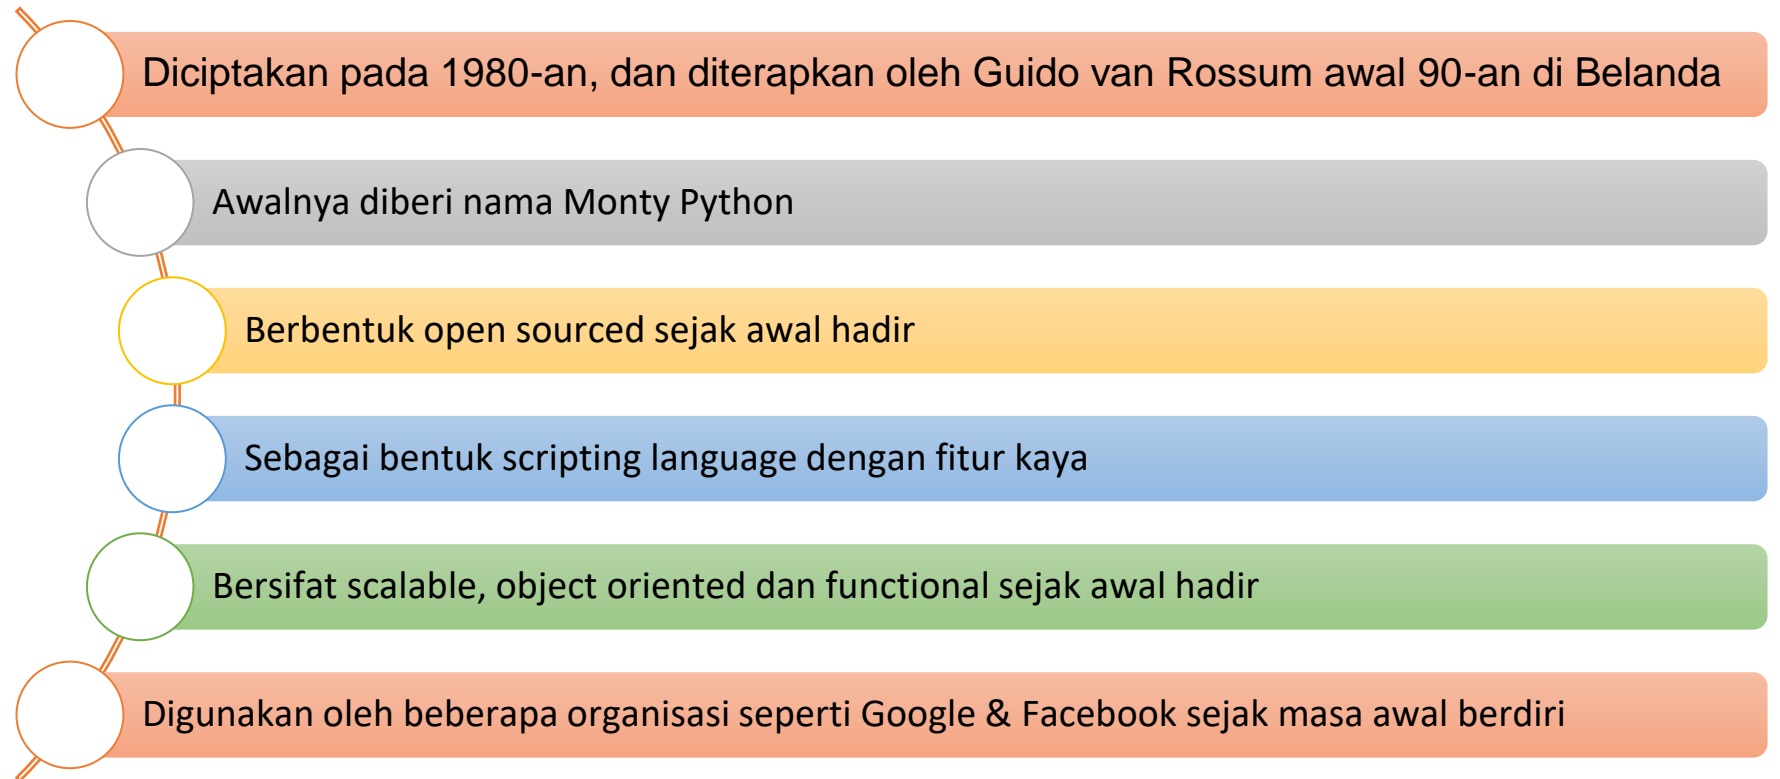 Diciptakan pada 1980-an, dan diterapkan oleh Guido van Rossum awal 90-an di Belanda
Awalnya diberi nama Monty Python
Berbentuk open sourced sejak awal hadir
Sebagai bentuk scripting language dengan fitur kaya
Bersifat scalable, object oriented dan functional sejak awal hadir
Digunakan oleh beberapa organisasi seperti Google & Facebook sejak masa awal berdiri